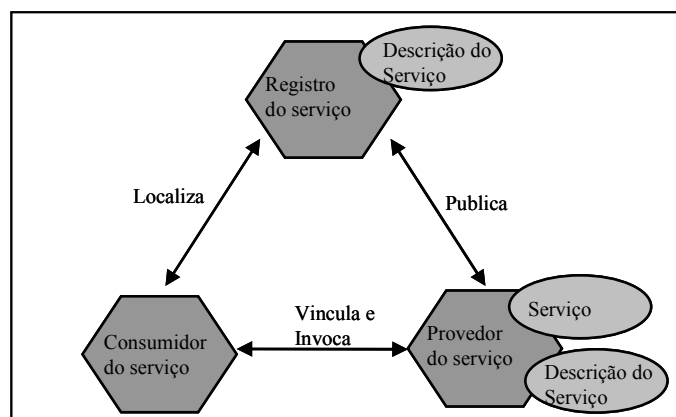 Descrição do
Serviço
Registro
do serviço
Localiza
Publica
Vincula e
Invoca
Consumidor
do serviço
Provedor
do serviço
Serviço
Descrição do
Serviço